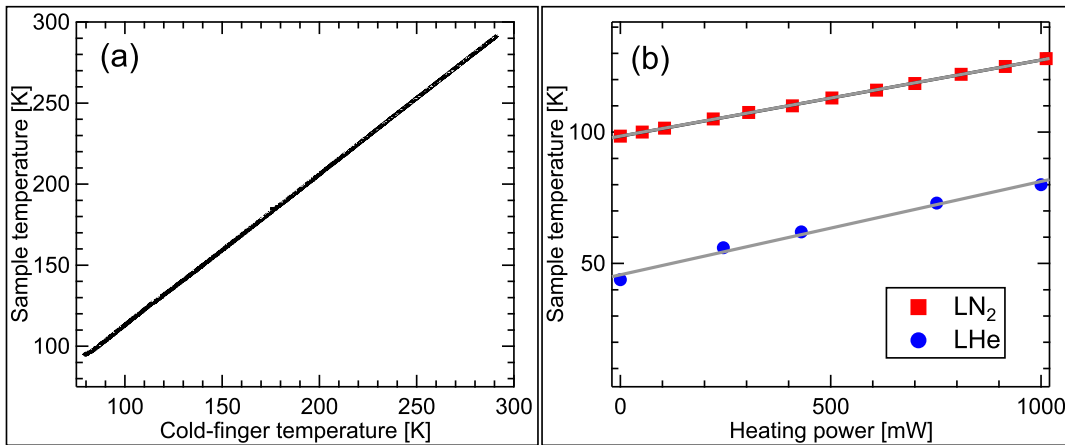 (a)
Sample temperature [K]
300
250
200
150
100
100
150
200
250
300
Cold-finger temperature [K]
(b)
Sample temperature [K]
100
50
LN₂
LHe
0
500
1000
Heating power [mW]